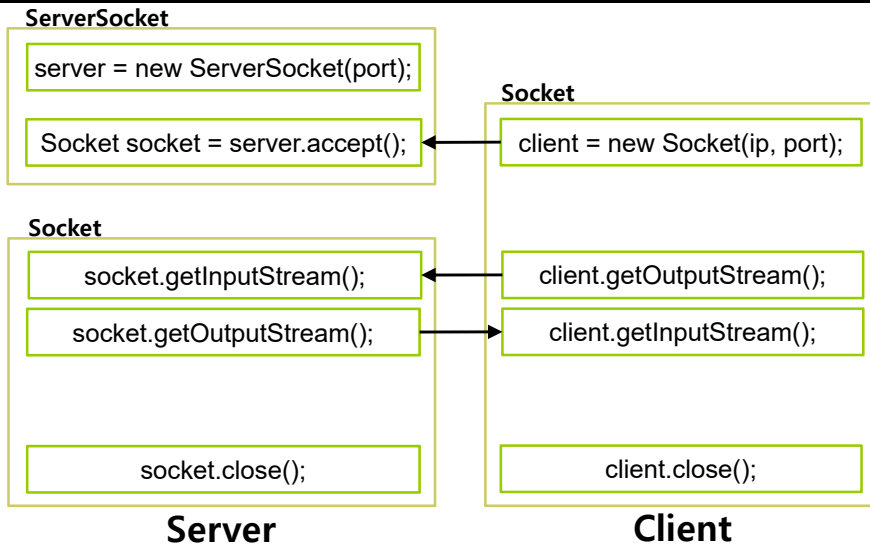 ServerSocket
server = new ServerSocket(port);
Socket socket = server.accept();
Socket
client = new Socket(ip, port);
Socket
socket.getInputStream();
client.getOutputStream();
socket.getOutputStream();
client.getInputStream();
socket.close();
client.close();
Server
Client